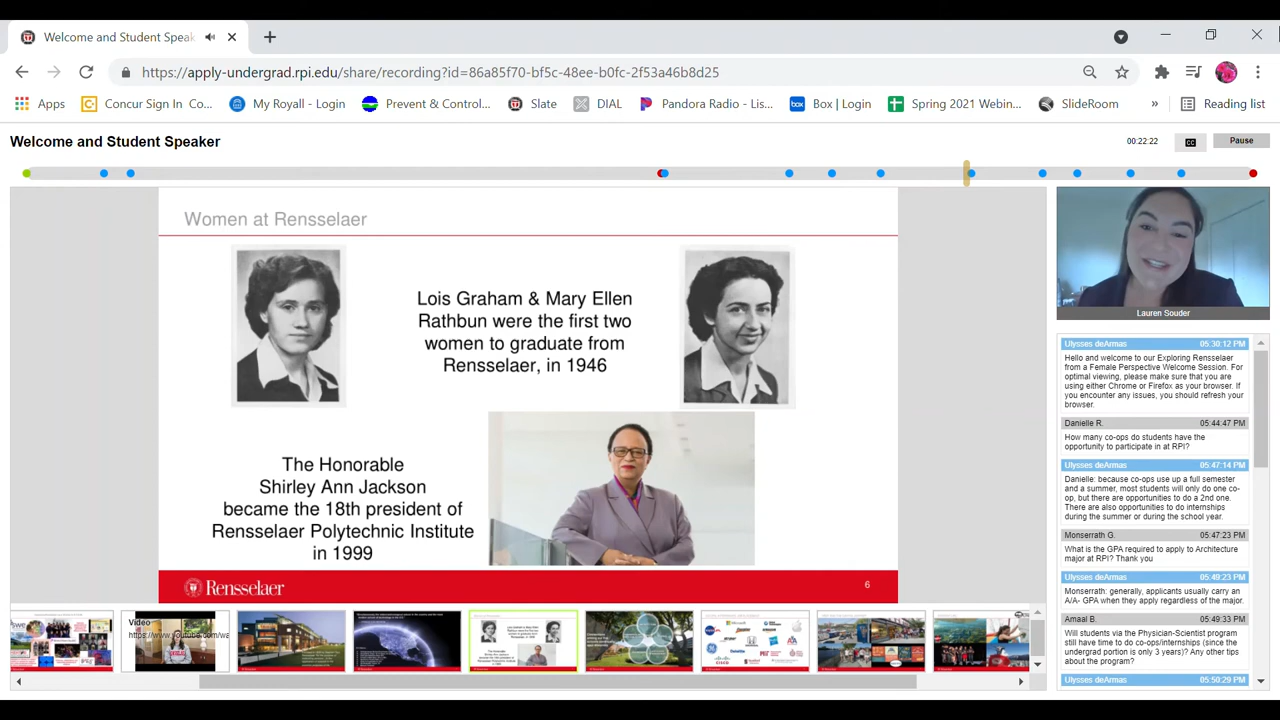 Welcome and Student Speak
https://apply-undergrad.rpi.edu/share/recording?id=86a85f70-bf5c-48ee-b0fc-2f53a46b8d25
Apps
Concur Sign In Co...
My Royall - Login
Prevent & Control...
Slate
DIAL
Pandora Radio - Lis...
Box | Login
Spring 2021 Webin...
SlideRoom
»
Reading list
Welcome and Student Speaker
00:22:22
CC
Pause
Women at Rensselaer
Lois Graham & Mary Ellen
Rathbun were the first two
women to graduate from
Rensselaer, in 1946
The Honorable
Shirley Ann Jackson
became the 18th president of
Rensselaer Polytechnic Institute
in 1999
Rensselaer
6
Lauren Souder
Ulysses deArmas 05:30:12 PM
Hello and welcome to our Exploring Rensselaer
from a Female Perspective Welcome Session. For
optimal viewing, please make sure that you are
using either Chrome or Firefox as your browser. If
you encounter any issues, you should refresh your
browser.
Danielle R. 05:44:47 PM
How many co-ops do students have the
opportunity to participate in at RPI?
Ulysses deArmas 05:47:14 PM
Danielle: because co-ops use up a full semester
and a summer, most students will only do one co-
op, but there are opportunities to do a 2nd one.
There are also opportunities to do internships
during the summer or during the school year.
Monserrath G. 05:47:23 PM
What is the GPA required to apply to Architecture
major at RPI? Thank you
Ulysses deArmas 05:49:23 PM
Monserrath: generally, applicants usually carry an
A/A- GPA when they apply regardless of the major.
Amaal B. 05:49:33 PM
Will students via the Physician-Scientist program
still have time to do co-ops/internships (since the
undergrad portion is only 3 years)? Any other tips
about the program?
Ulysses deArmas 05:50:29 PM
Video
https://www.youtube.com/wa